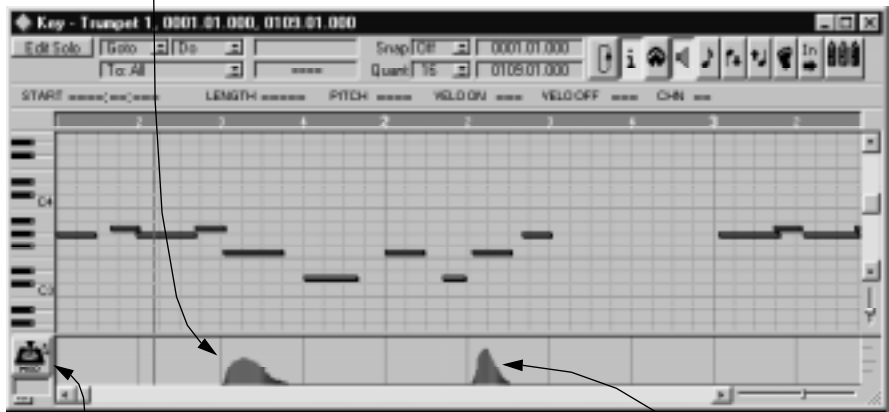 Key - Trumpet 1, 0001.01.000, 0109.01.000
Edit Solo Goto Do Snap Off 0001.01.000
To: All ---- Quant 16 0109.01.000
In
START ----:--:--- LENGTH ----- PITCH ---- VELO ON --- VELO OFF --- CHN --
2 3 4 2 2 3 4 3 2
C4
C3